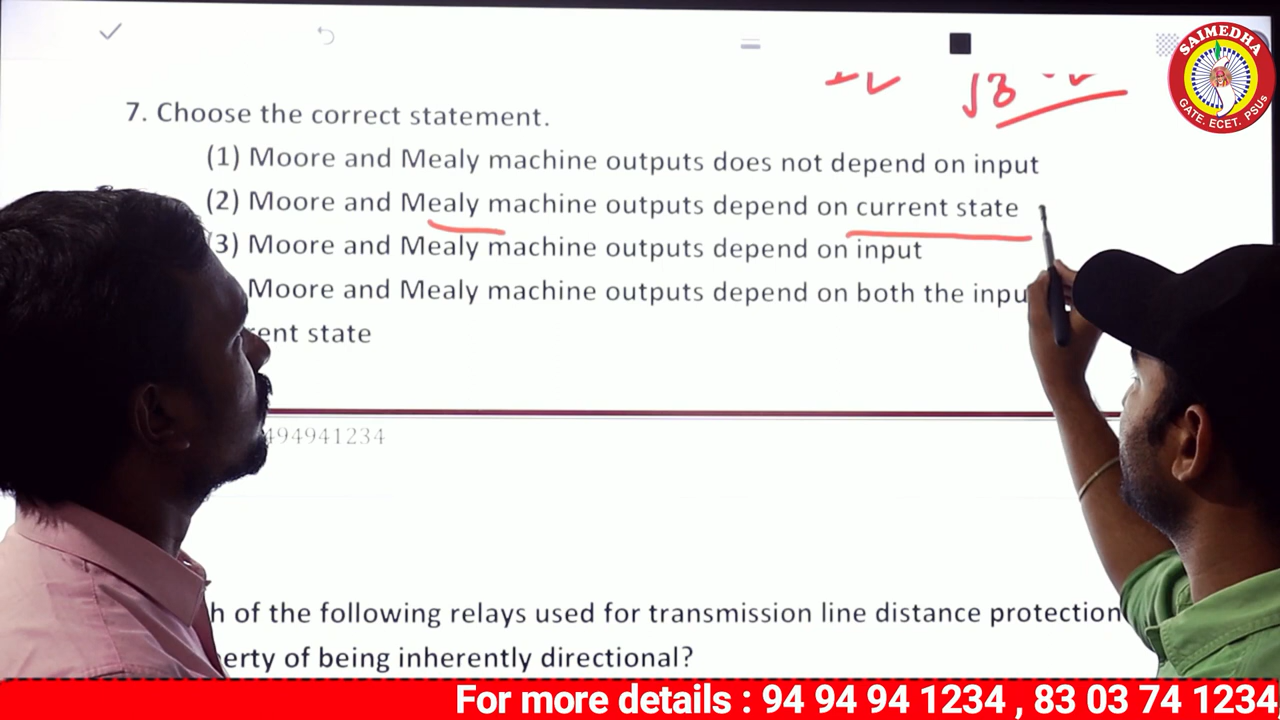 7. Choose the correct statement.
(1) Moore and Mealy machine outputs does not depend on input
(2) Moore and Mealy machine outputs depend on current state
3) Moore and Mealy machine outputs depend on input
Moore and Mealy machine outputs depend on both the inpu
rent state
494941234
h of the following relays used for transmission line distance protection
erty of being inherently directional?
SAIMEDHA
GATE. ECET. PSUs
For more details : 94 94 94 1234 , 83 03 74 1234